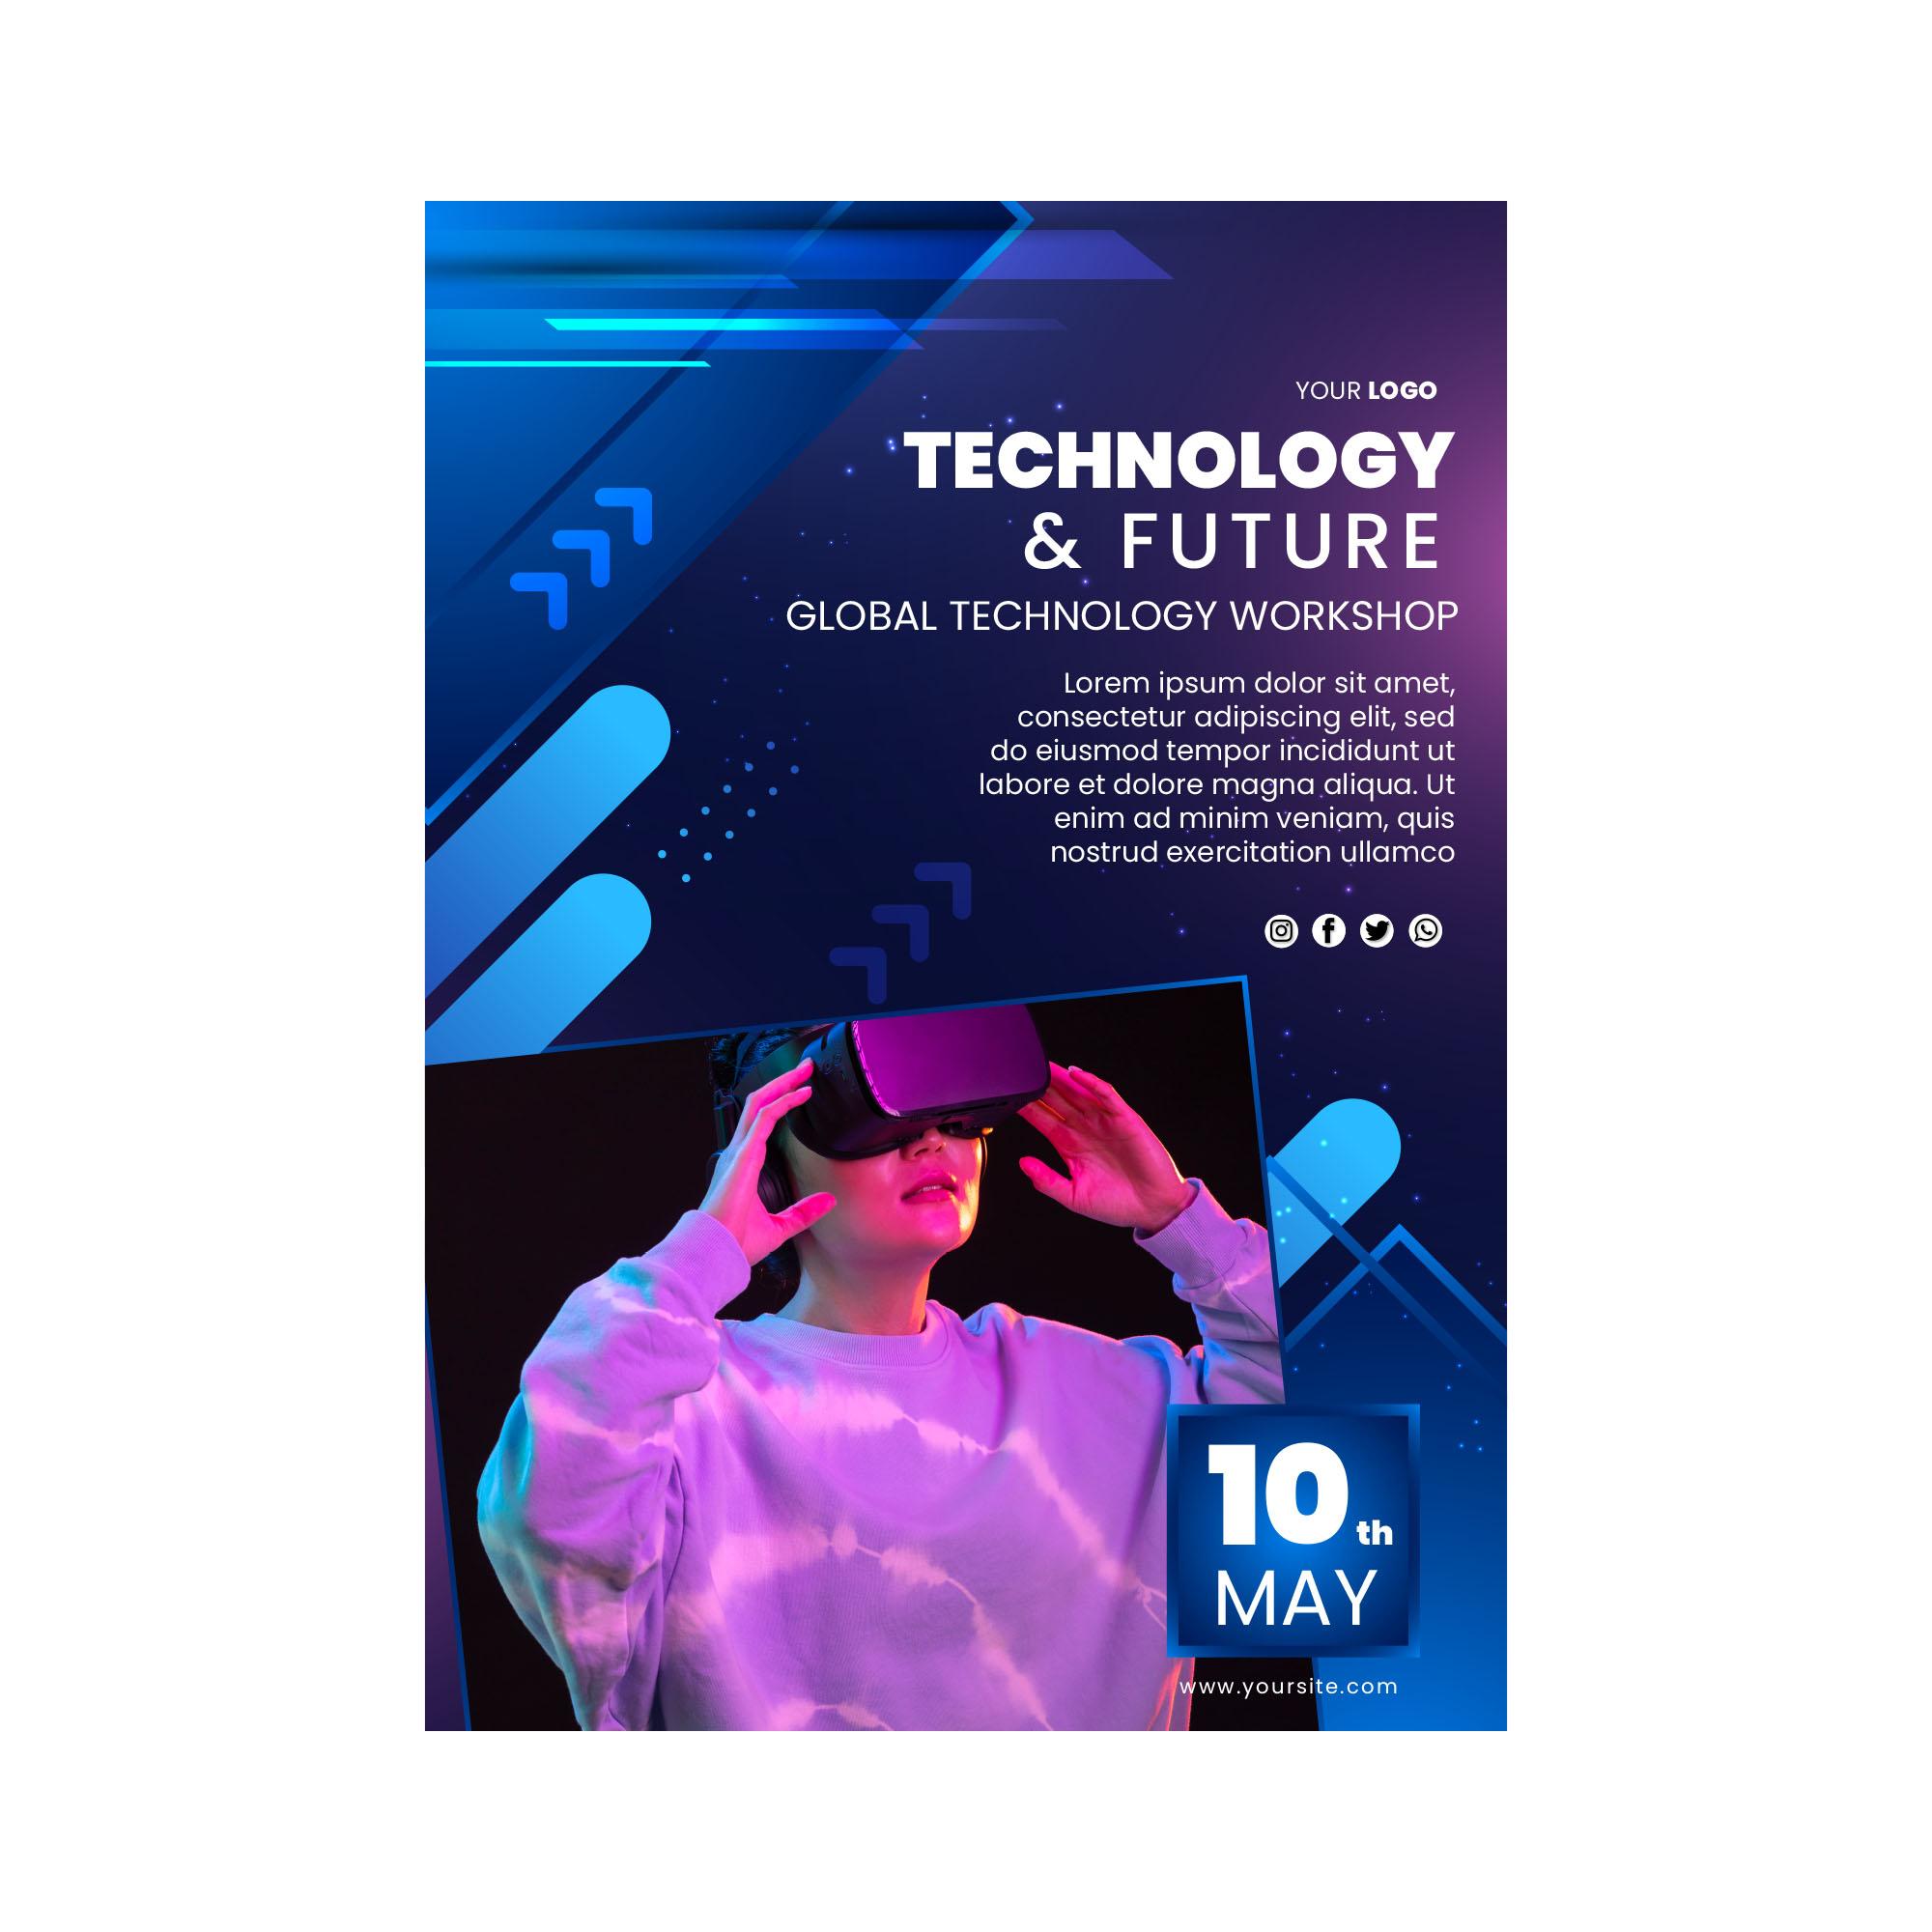 YOUR LOGO
TECHNOLOGY
& FUTURE
GLOBAL TECHNOLOGY WORKSHOP
Lorem ipsum dolor sit amet,
consectetur adipiscing elit, sed
do eiusmod tempor incididunt ut
labore et dolore magna aliqua. Ut
enim ad minim veniam, quis
nostrud exercitation ullamco
10th
MAY
www.yoursite.com